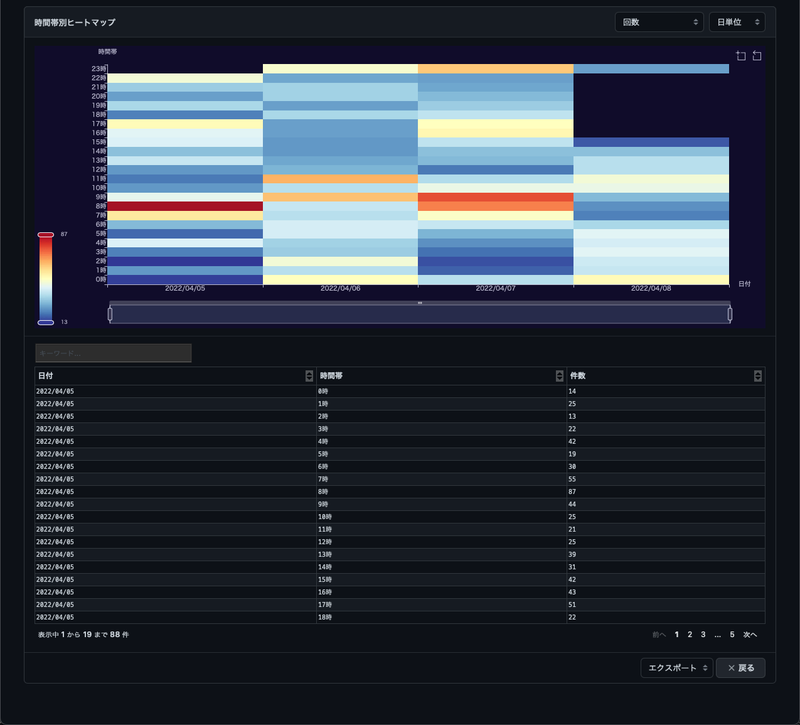 時間帯別ヒートマップ 回数 日単位
時間帯
23時
22時
21時
20時
19時
18時
17時
16時
15時
14時
13時
12時
11時
10時
9時
8時
7時
6時
5時
4時
3時
2時
1時
0時
87
13
2022/04/05 2022/04/06 2022/04/07 2022/04/08 日付
キーワード...
日付 時間帯 件数
2022/04/05 0時 14
2022/04/05 1時 25
2022/04/05 2時 13
2022/04/05 3時 22
2022/04/05 4時 42
2022/04/05 5時 19
2022/04/05 6時 30
2022/04/05 7時 55
2022/04/05 8時 87
2022/04/05 9時 44
2022/04/05 10時 25
2022/04/05 11時 21
2022/04/05 12時 25
2022/04/05 13時 39
2022/04/05 14時 31
2022/04/05 15時 42
2022/04/05 16時 43
2022/04/05 17時 51
2022/04/05 18時 22
表示中 1 から 19 まで 88 件 前へ 1 2 3 ... 5 次へ
エクスポート × 戻る